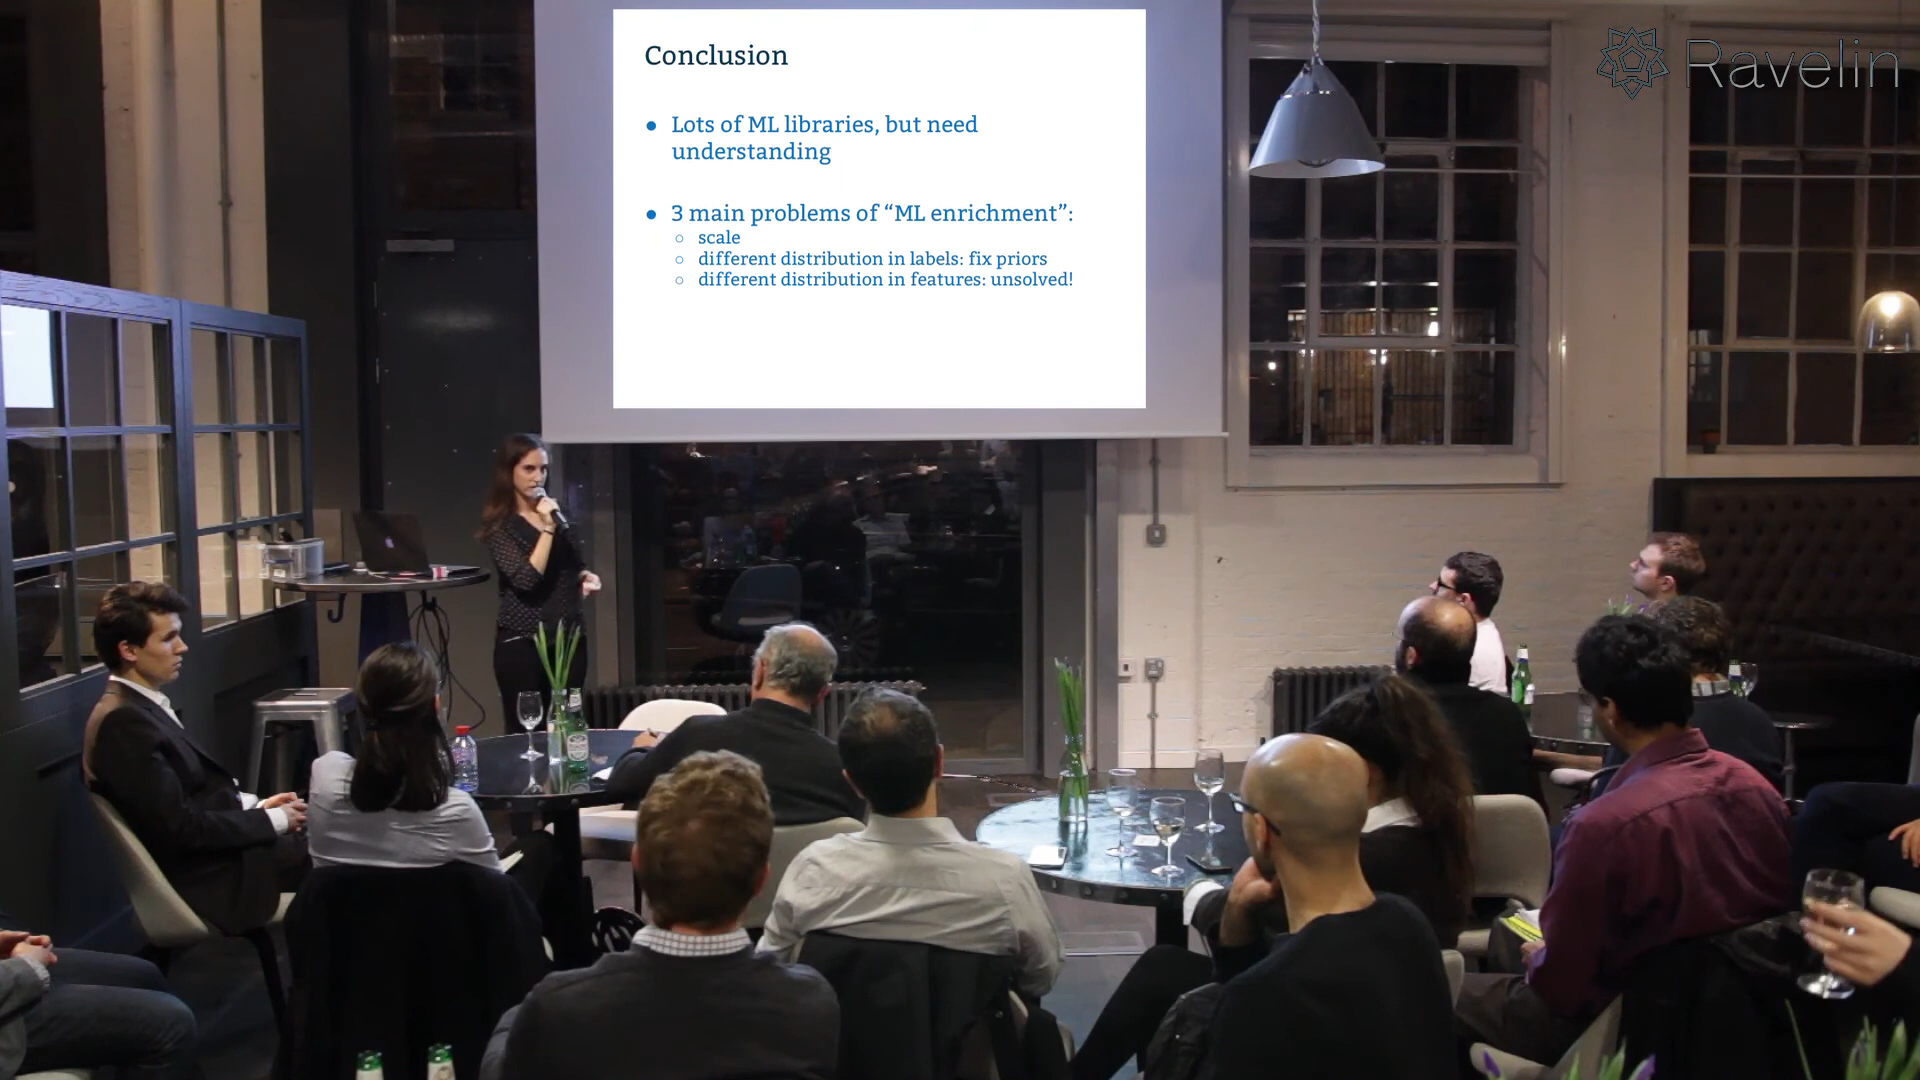 Conclusion
● Lots of ML libraries, but need
understanding
● 3 main problems of “ML enrichment”:
○ scale
○ different distribution in labels: fix priors
○ different distribution in features: unsolved!
Ravelin